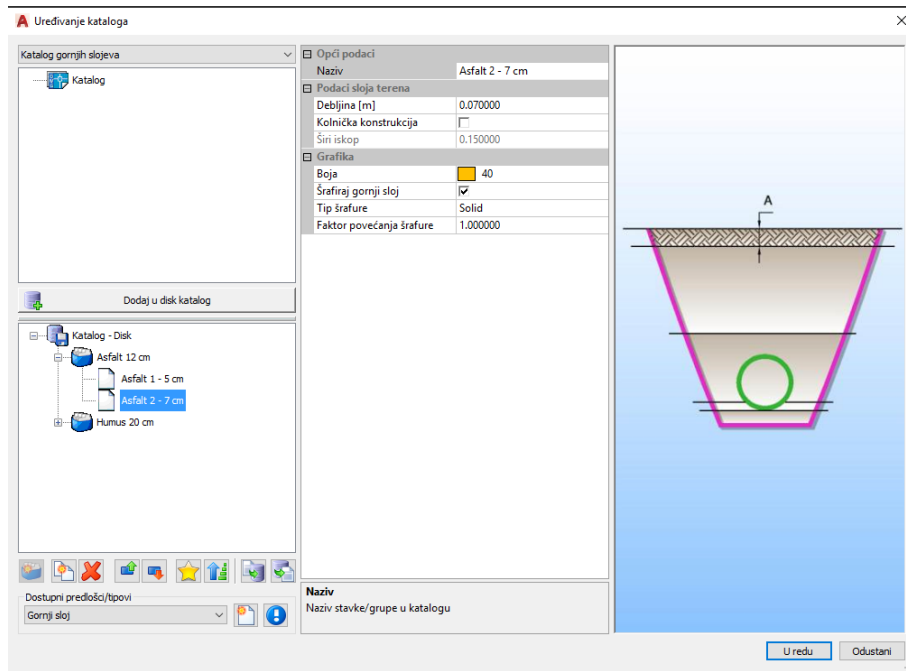 Uređivanje kataloga
Katalog gornjih slojeva
Katalog
Dodaj u disk katalog
Katalog - Disk
Asfalt 12 cm
Asfalt 1 - 5 cm
Asfalt 2 - 7 cm
Humus 20 cm
Dostupni predlošci/tipovi
Gornji sloj
Opći podaci
Naziv Asfalt 2 - 7 cm
Podaci sloja terena
Debljina [m] 0.070000
Kolnička konstrukcija
Širi iskop 0.150000
Grafika
Boja 40
Šrafiraj gornji sloj
Tip šrafure Solid
Faktor povećanja šrafure 1.000000
Naziv
Naziv stavke/grupe u katalogu
A
U redu Odustani